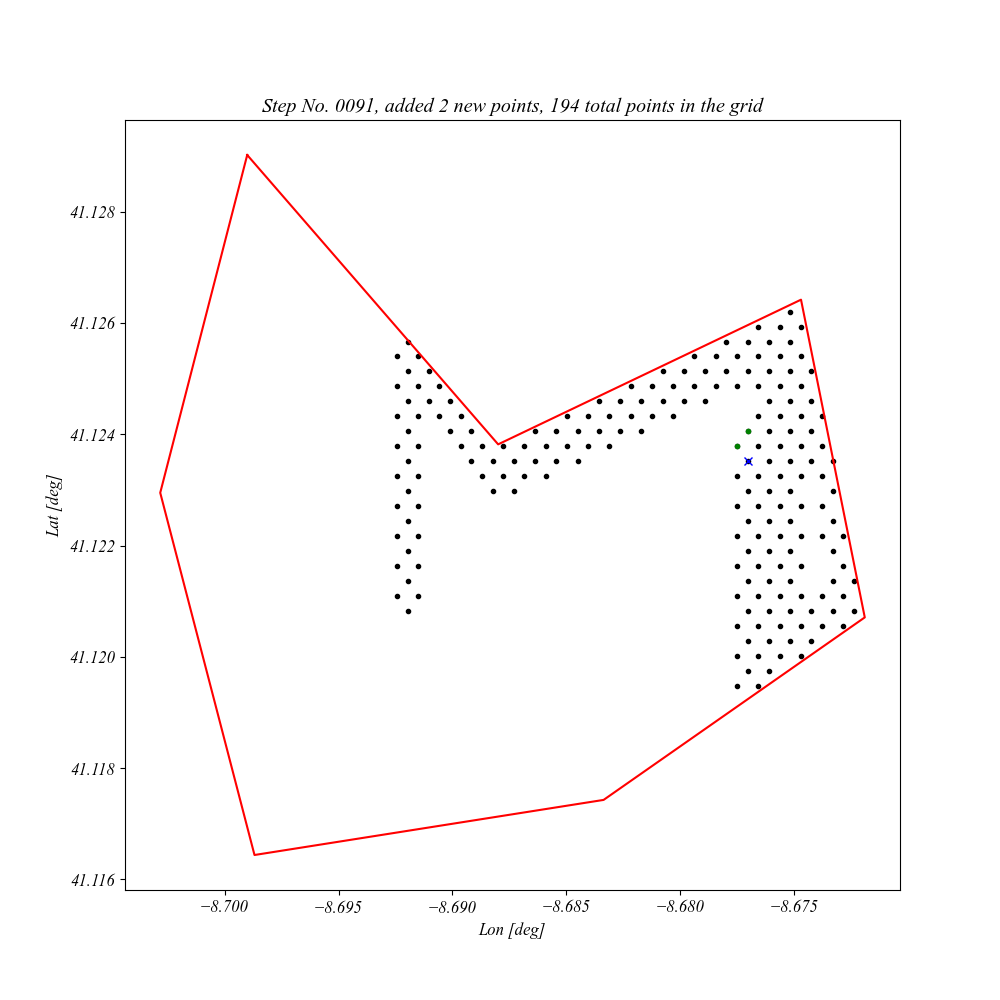 Step No. 0091, added 2 new points, 194 total points in the grid
41.128
41.126
41.124
41.122
41.120
41.118
41.116
Lat [deg]
−8.700 −8.695 −8.690 −8.685 −8.680 −8.675
Lon [deg]